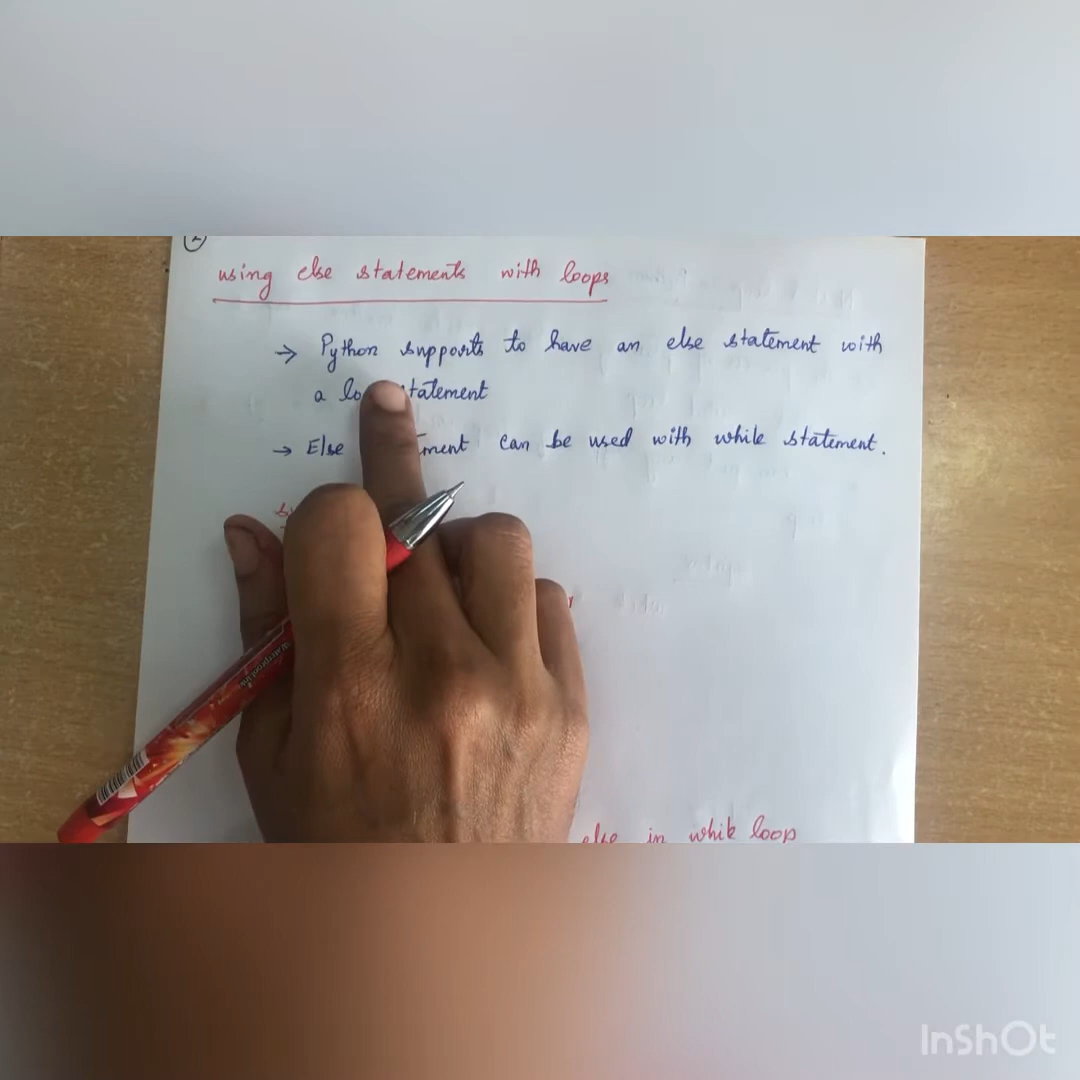 2
using else statements with loops
→ Python supports to have an else statement with
a statement
→ Else can be used with while statement.
else in while loop
InShOt